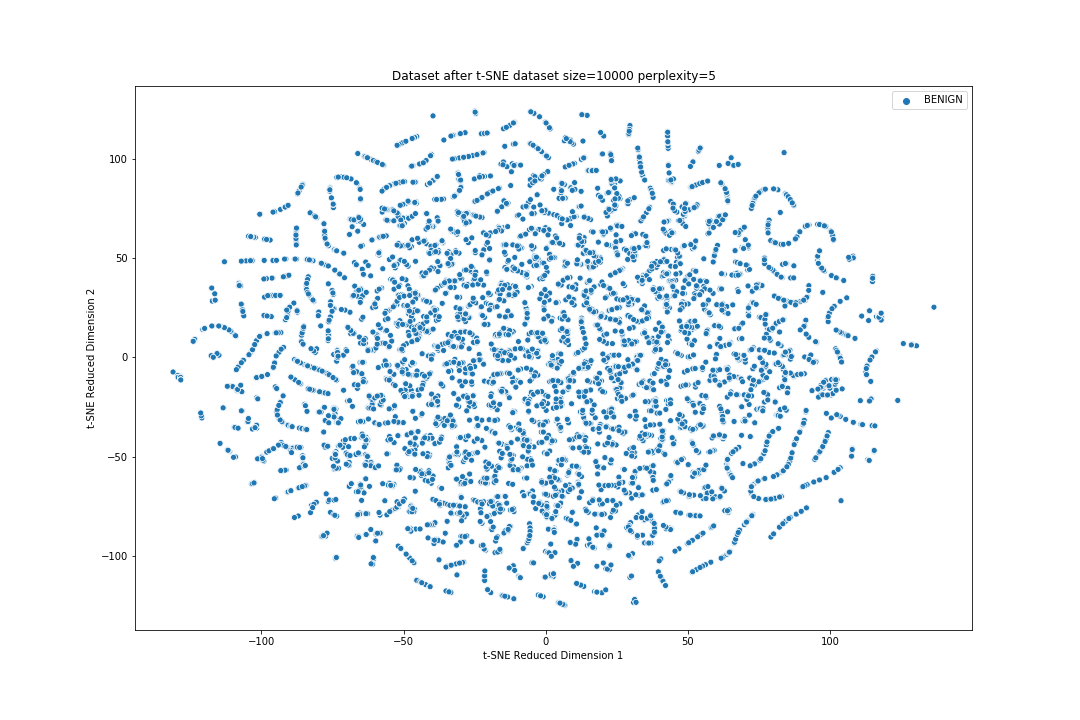 Dataset after t-SNE dataset size=10000 perplexity=5
BENIGN
100
50
0
−50
−100
t-SNE Reduced Dimension 2
−100
−50
0
50
100
t-SNE Reduced Dimension 1